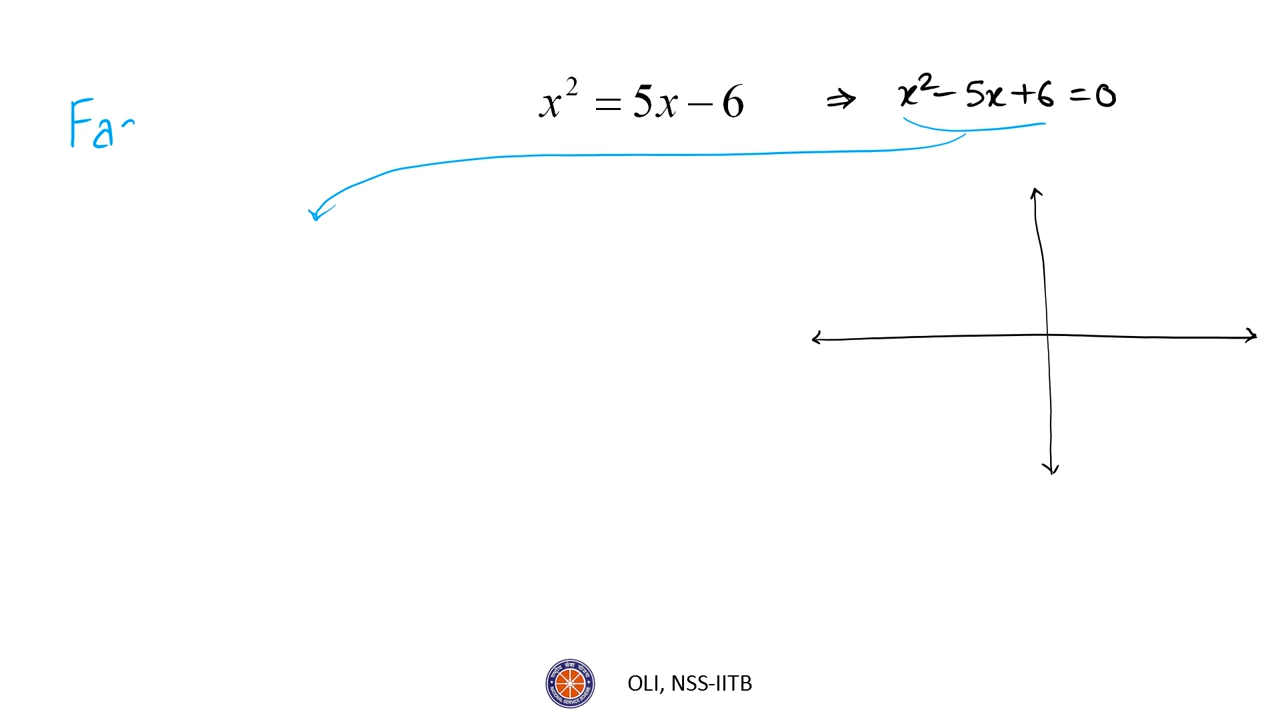 x² = 5x − 6 ⇒ x² − 5x + 6 = 0
Fa
OLI, NSS-IITB